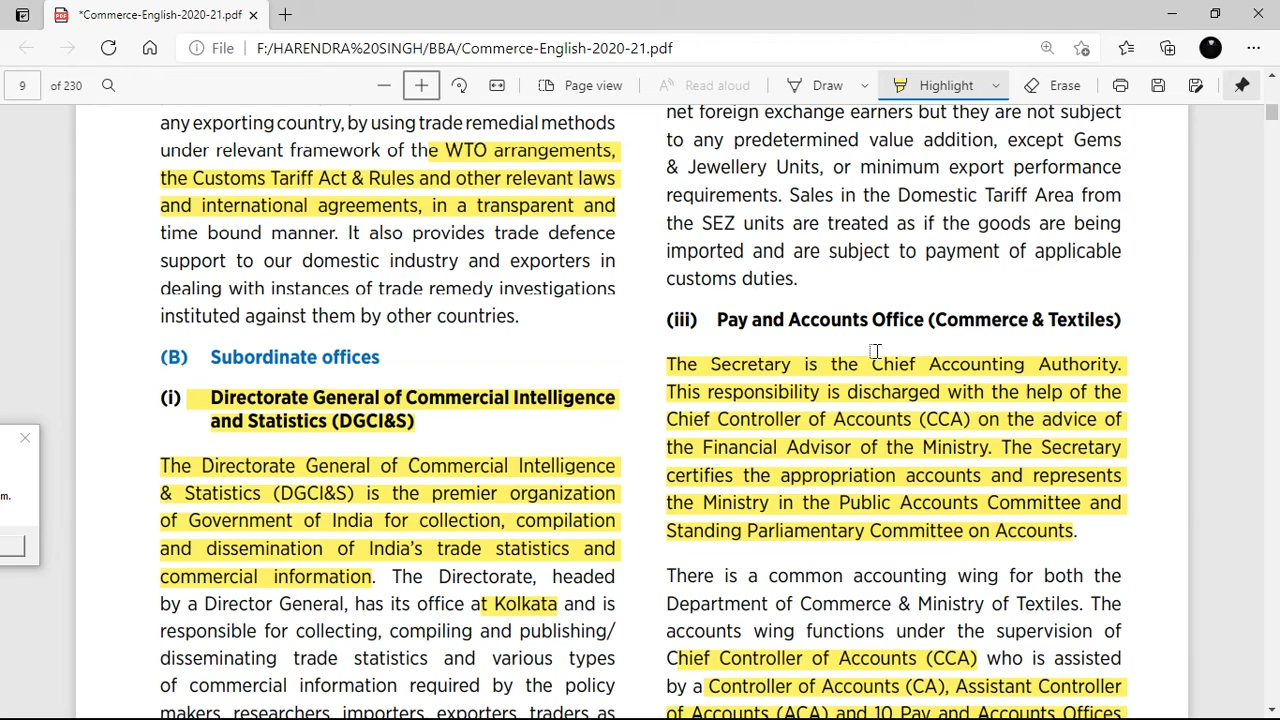 *Commerce-English-2020-21.pdf
File
F:/HARENDRA%20SINGH/BBA/Commerce-English-2020-21.pdf
9 of 230
Page view
Read aloud
Draw
Highlight
Erase
any exporting country, by using trade remedial methods
under relevant framework of the WTO arrangements,
the Customs Tariff Act & Rules and other relevant laws
and international agreements, in a transparent and
time bound manner. It also provides trade defence
support to our domestic industry and exporters in
dealing with instances of trade remedy investigations
instituted against them by other countries.
(B) Subordinate offices
(i) Directorate General of Commercial Intelligence
and Statistics (DGCI&S)
The Directorate General of Commercial Intelligence
& Statistics (DGCI&S) is the premier organization
of Government of India for collection, compilation
and dissemination of India's trade statistics and
commercial information. The Directorate, headed
by a Director General, has its office at Kolkata and is
responsible for collecting, compiling and publishing/
disseminating trade statistics and various types
of commercial information required by the policy
makers, researchers, importers, exporters, traders as
net foreign exchange earners but they are not subject
to any predetermined value addition, except Gems
& Jewellery Units, or minimum export performance
requirements. Sales in the Domestic Tariff Area from
the SEZ units are treated as if the goods are being
imported and are subject to payment of applicable
customs duties.
(iii) Pay and Accounts Office (Commerce & Textiles)
The Secretary is the Chief Accounting Authority.
This responsibility is discharged with the help of the
Chief Controller of Accounts (CCA) on the advice of
the Financial Advisor of the Ministry. The Secretary
certifies the appropriation accounts and represents
the Ministry in the Public Accounts Committee and
Standing Parliamentary Committee on Accounts.
There is a common accounting wing for both the
Department of Commerce & Ministry of Textiles. The
accounts wing functions under the supervision of
Chief Controller of Accounts (CCA) who is assisted
by a Controller of Accounts (CA), Assistant Controller
of Accounts (ACA) and 10 Pay and Accounts Offices
m.